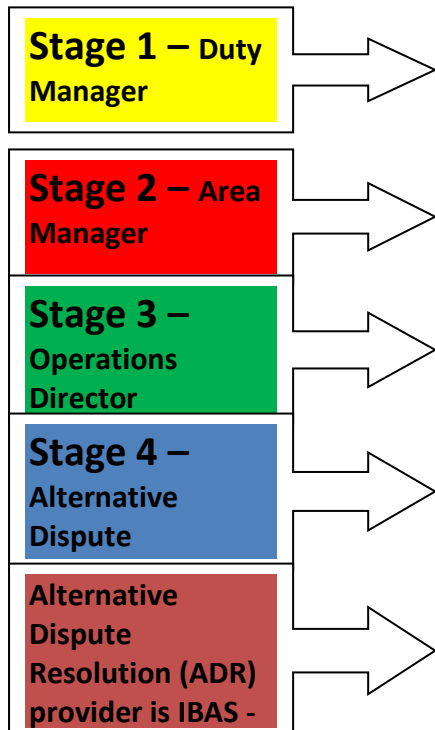 Stage 1 – Duty
Manager
Stage 2 – Area
Manager
Stage 3 –
Operations
Director
Stage 4 –
Alternative
Dispute
Alternative
Dispute
Resolution (ADR)
provider is IBAS -